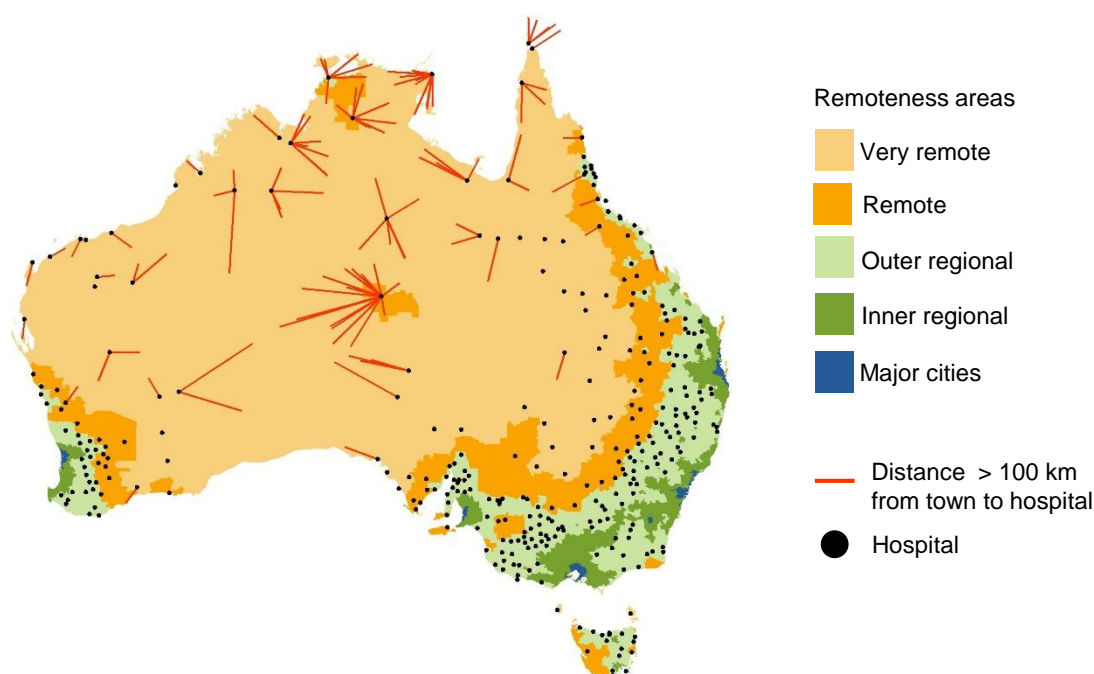 Remoteness areas
Very remote
Remote
Outer regional
Inner regional
Major cities
Distance > 100 km
from town to hospital
Hospital